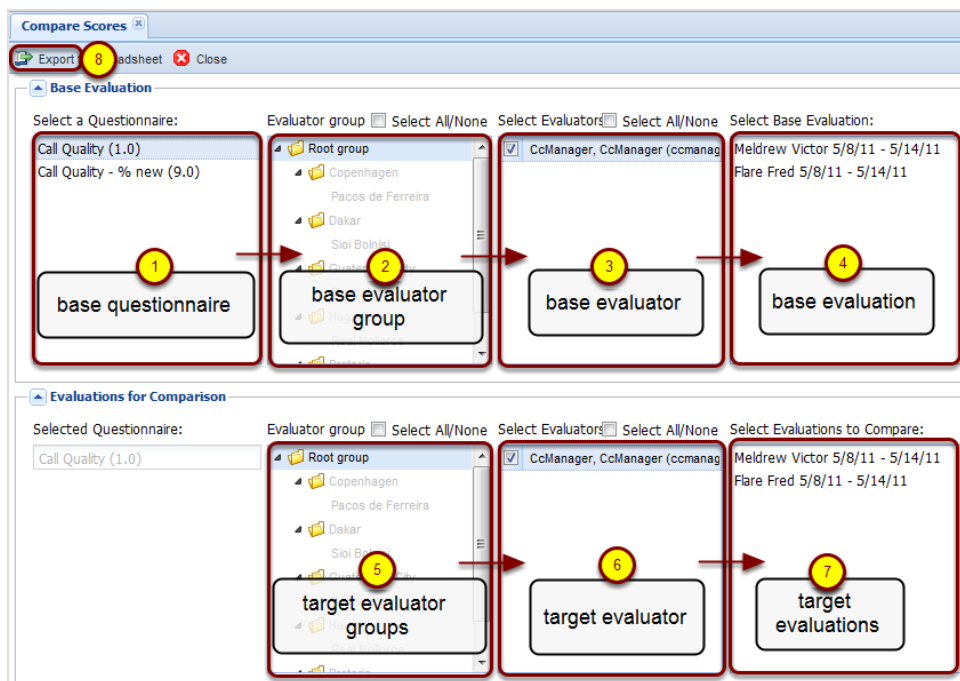 Compare Scores
Export 8 adsheet Close
Base Evaluation
Select a Questionnaire:
Call Quality (1.0)
Call Quality - % new (9.0)
1
base questionnaire
Evaluator group Select All/None
Root group
Copenhagen
Pacos de Ferreira
Dakar
Sioi Bolnisi
2
base evaluator
group
Select Evaluators Select All/None
CcManager, CcManager (ccmanag
3
base evaluator
Select Base Evaluation:
Meldrew Victor 5/8/11 - 5/14/11
Flare Fred 5/8/11 - 5/14/11
4
base evaluation
Evaluations for Comparison
Selected Questionnaire:
Call Quality (1.0)
Evaluator group Select All/None
Root group
Copenhagen
Pacos de Ferreira
Dakar
Sioi
5
target evaluator
groups
Select Evaluators Select All/None
CcManager, CcManager (ccmanag
6
target evaluator
Select Evaluations to Compare:
Meldrew Victor 5/8/11 - 5/14/11
Flare Fred 5/8/11 - 5/14/11
7
target
evaluations